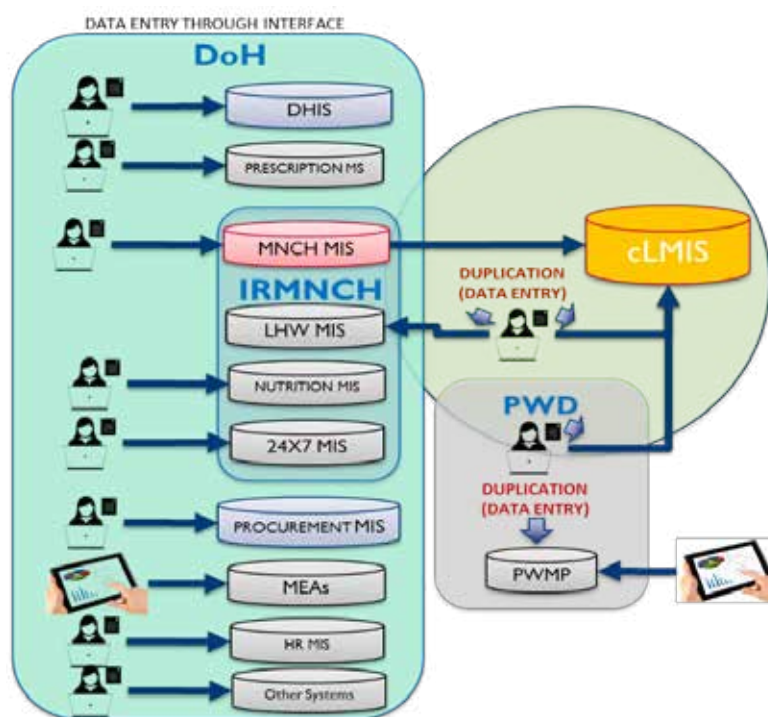 DATA ENTRY THROUGH INTERFACE
DoH
DHIS
PRESCRIPTION MS
MNCH MIS
cLMIS
IRMNCH
DUPLICATION
(DATA ENTRY)
LHW MIS
NUTRITION MIS
PWD
24X7 MIS
DUPLICATION
(DATA ENTRY)
PROCUREMENT MIS
PWMP
MEAs
HR MIS
Other Systems